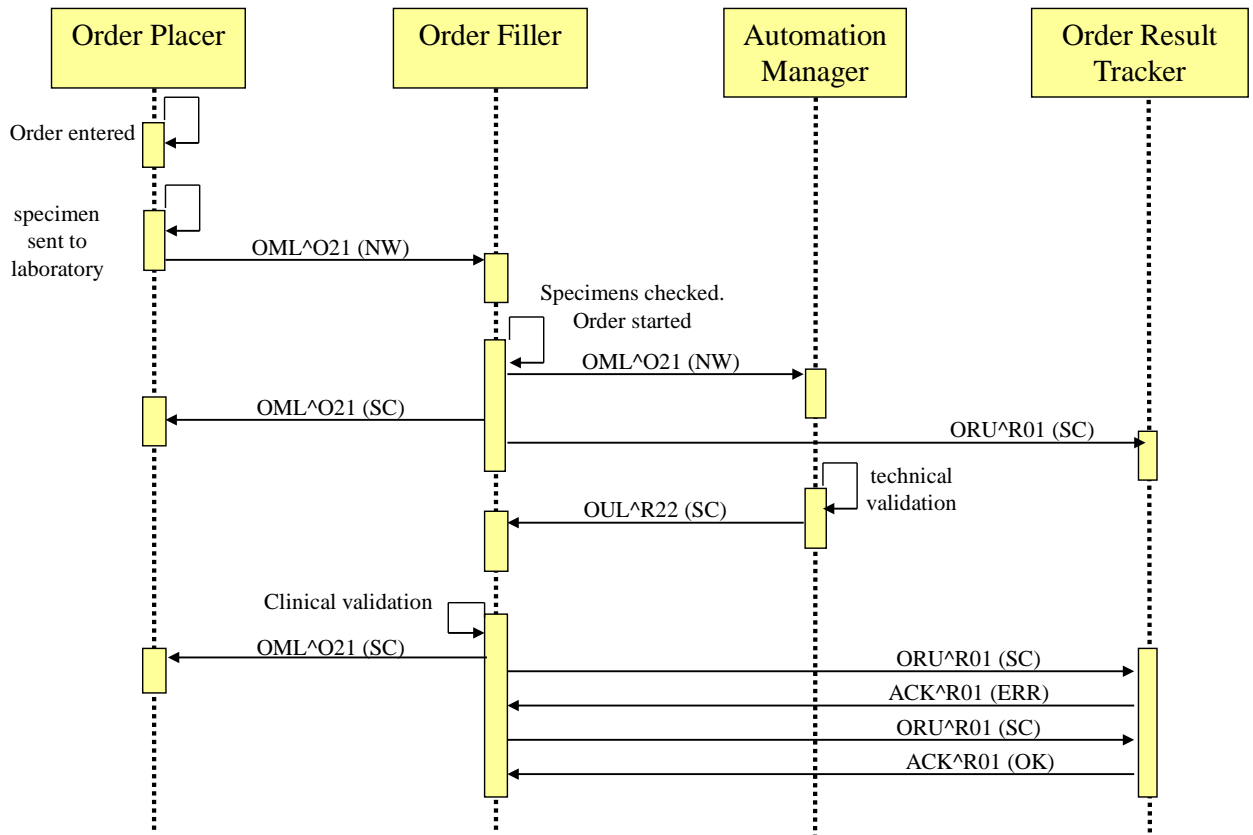 Order Placer
Order Filler
Automation
Manager
Order Result
Tracker
Order entered
specimen
sent to
laboratory
OML^O21 (NW)
Specimens checked.
Order started
OML^O21 (NW)
OML^O21 (SC)
ORU^R01 (SC)
technical
validation
OUL^R22 (SC)
Clinical validation
OML^O21 (SC)
ORU^R01 (SC)
ACK^R01 (ERR)
ORU^R01 (SC)
ACK^R01 (OK)